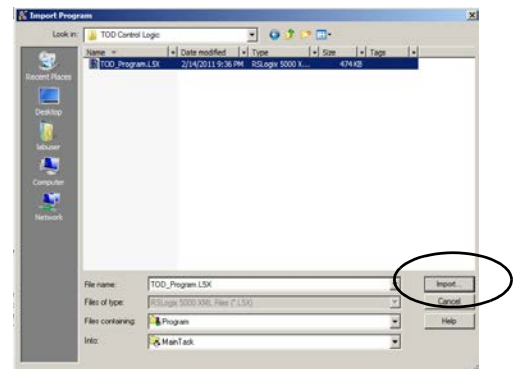 Import Program
Look in: TOD Control Logic
Name Date modified Type Size Tags
TOD_Program.L5X 2/14/2011 9:36 PM RSLogix 5000 X... 474 KB
Recent Places
Desktop
labuser
Computer
Network
File name: TOD_Program.L5X Import...
Files of type: RSLogix 5000 XML Files (*.L5X) Cancel
Files containing: Program Help
Into: MainTask